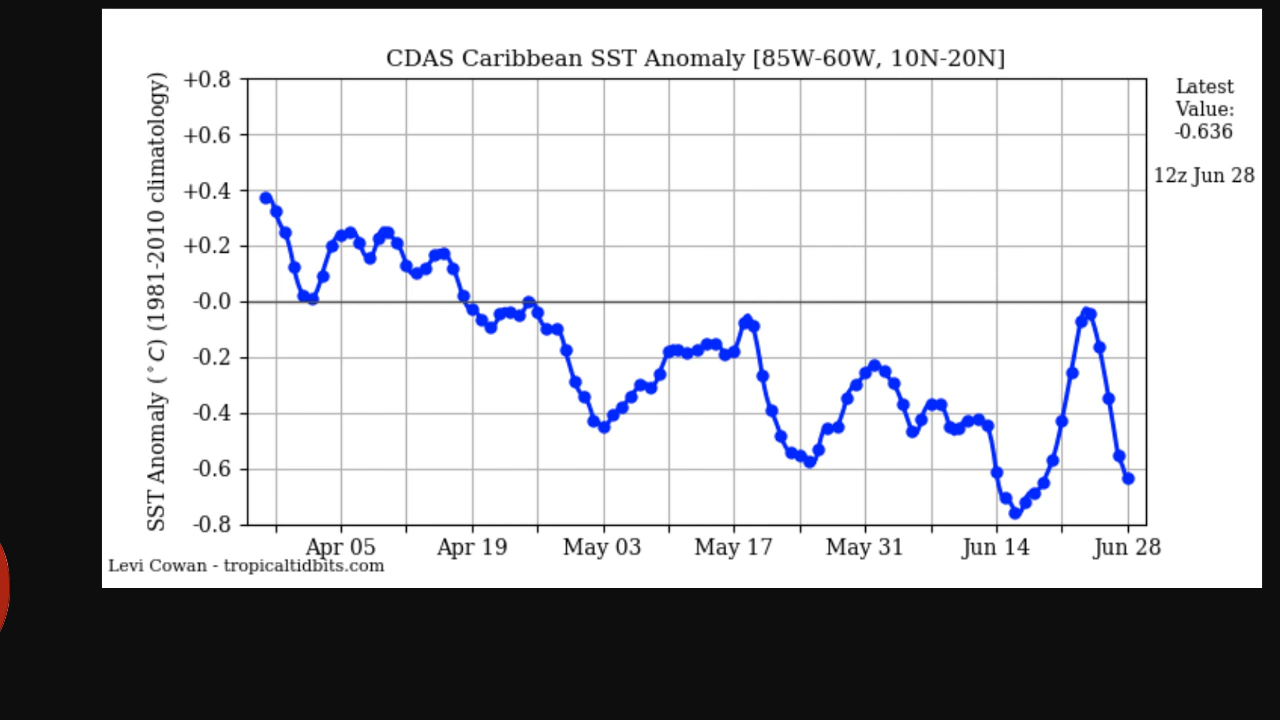 CDAS Caribbean SST Anomaly [85W-60W, 10N-20N]
SST Anomaly (°C) (1981-2010 climatology)
+0.8
+0.6
+0.4
+0.2
-0.0
-0.2
-0.4
-0.6
-0.8
Apr 05 Apr 19 May 03 May 17 May 31 Jun 14 Jun 28
Latest
Value:
-0.636
12z Jun 28
Levi Cowan - tropicaltidbits.com